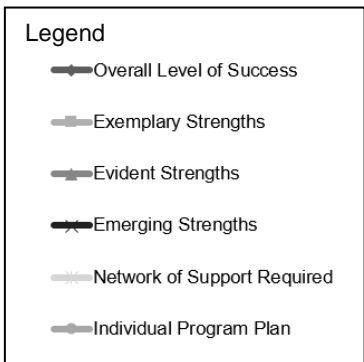 Legend
Overall Level of Success
Exemplary Strengths
Evident Strengths
Emerging Strengths
Network of Support Required
Individual Program Plan